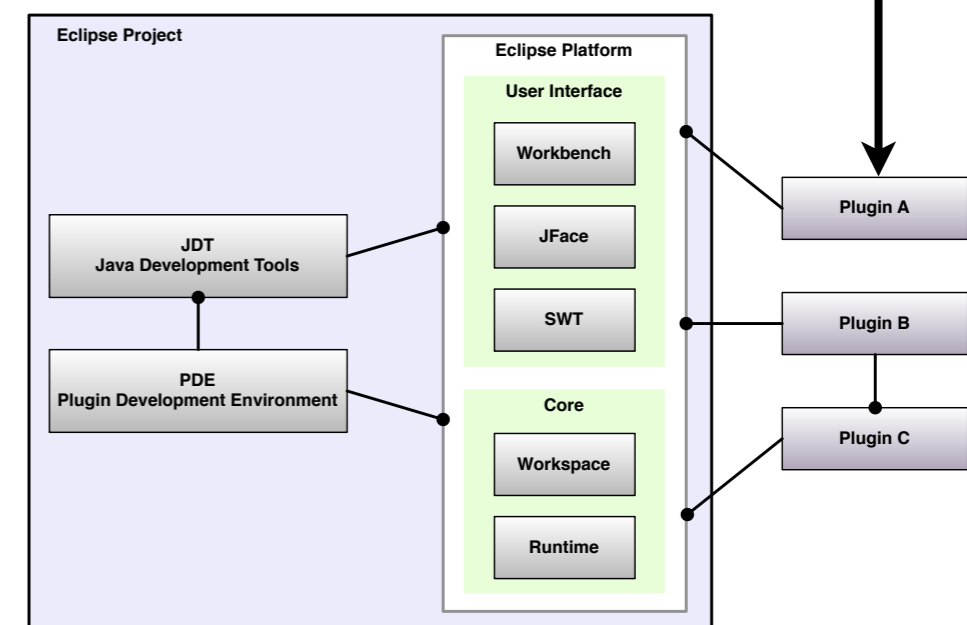 Eclipse Project
Eclipse Platform
User Interface
Workbench
JFace
SWT
Core
Workspace
Runtime
JDT
Java Development Tools
PDE
Plugin Development Environment
Plugin A
Plugin B
Plugin C